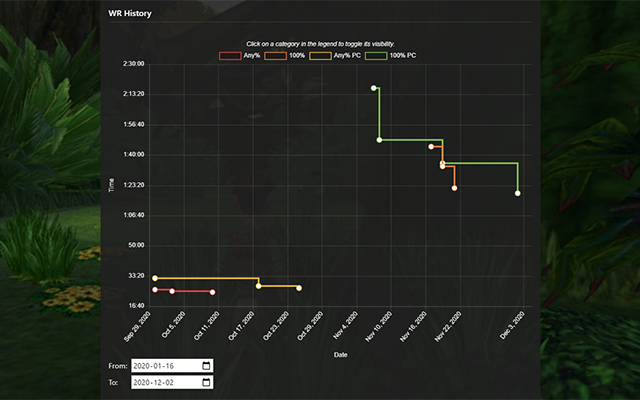 WR History
Click on a category in the legend to toggle its visibility.
Any% 100% Any% PC 100% PC
2:30:00
2:13:20
1:56:40
1:40:00
1:23:20
1:06:40
50:00
33:20
16:40
Time
Sep 29, 2020 Oct 5, 2020 Oct 11, 2020 Oct 17, 2020 Oct 23, 2020 Oct 29, 2020 Nov 4, 2020 Nov 10, 2020 Nov 16, 2020 Nov 22, 2020 Dec 3, 2020
Date
From: 2020-01-16
To: 2020-12-02